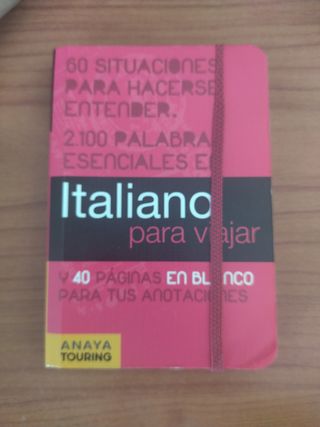 60 SITUACIONES
PARA HACERSE
ENTENDER.
2.100 PALABRAS
ESENCIALES EN
Italiano
para viajar
Y 40 PÁGINAS EN BLANCO
PARA TUS ANOTACIONES
ANAYA
TOURING